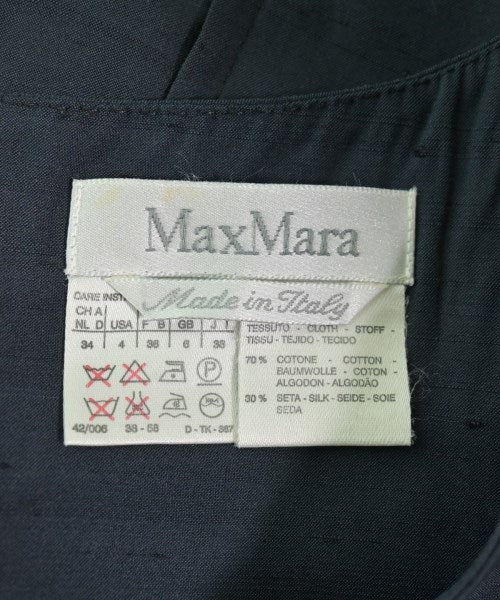 MaxMara
Made in Italy
CARE INST
CH A
NL D USA F B GB J I
34 4 36 6 38
P
42/006 38 - 58 D - TK - 367
TESSUTO - CLOTH - STOFF -
TISSU - TEJIDO - TECIDO
70 % COTONE - COTTON -
BAUMWOLLE - COTON -
ALGODON - ALGODÃO
30 % SETA - SILK - SEIDE - SOIE
SEDA